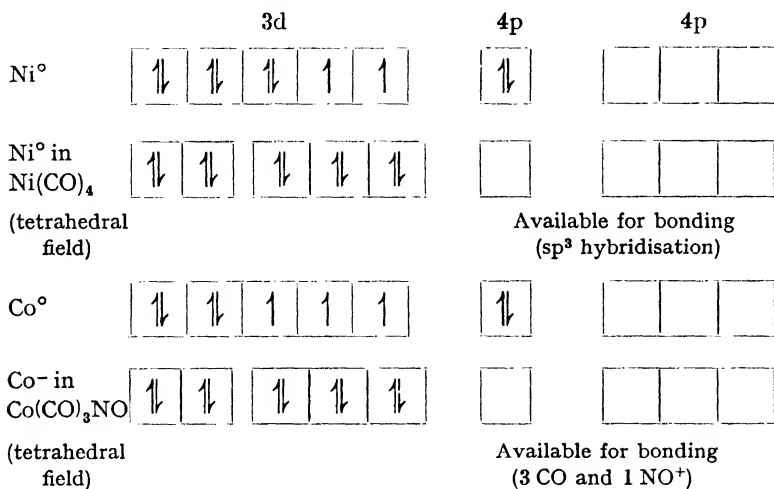 3d 4p 4p
Ni°
Ni° in
Ni(CO)₄
(tetrahedral
field)
Available for bonding
(sp³ hybridisation)
Co°
Co⁻ in
Co(CO)₃NO
(tetrahedral
field)
Available for bonding
(3 CO and 1 NO⁺)